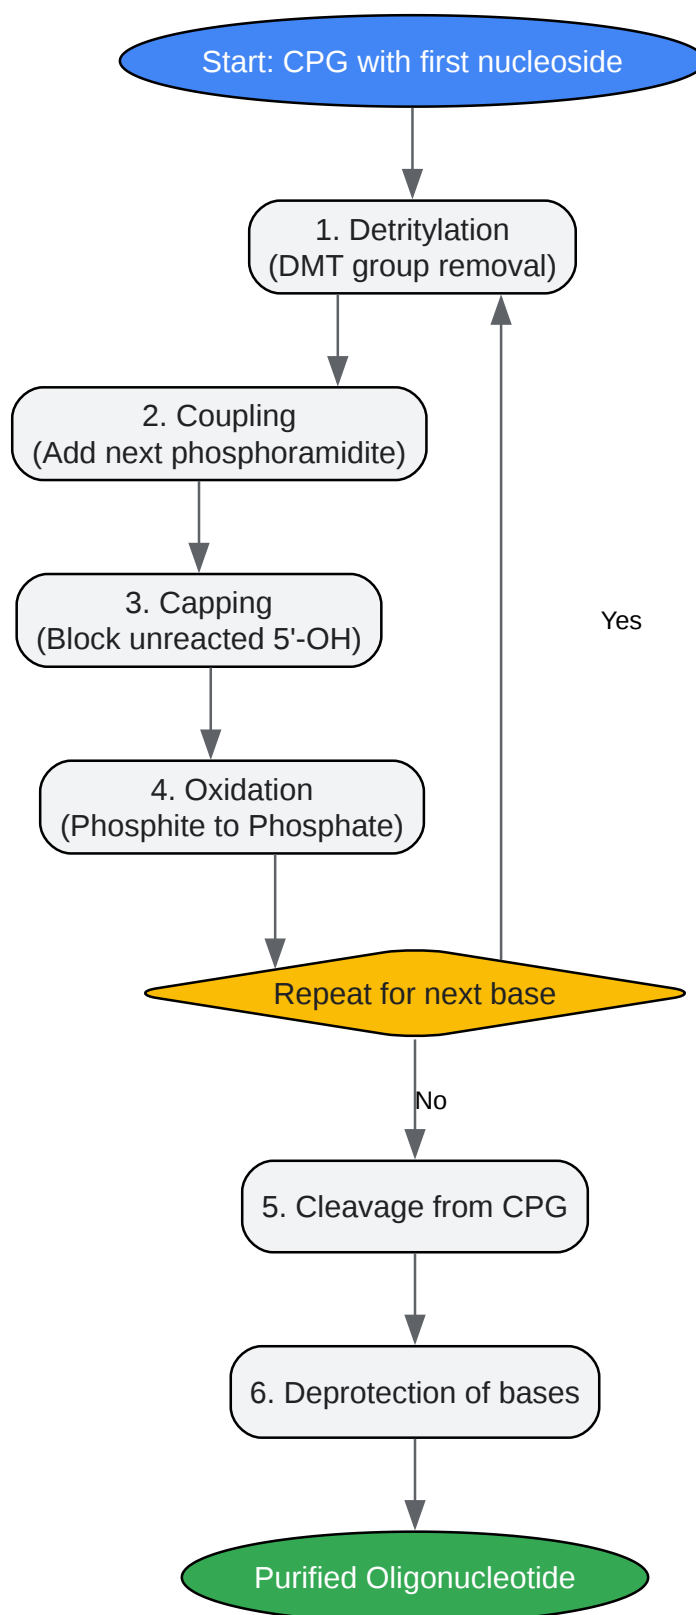 Start: CPG with first nucleoside
1. Detritylation
(DMT group removal)
2. Coupling
(Add next phosphoramidite)
3. Capping
(Block unreacted 5'-OH)
Yes
4. Oxidation
(Phosphite to Phosphate)
Repeat for next base
No
5. Cleavage from CPG
6. Deprotection of bases
Purified Oligonucleotide